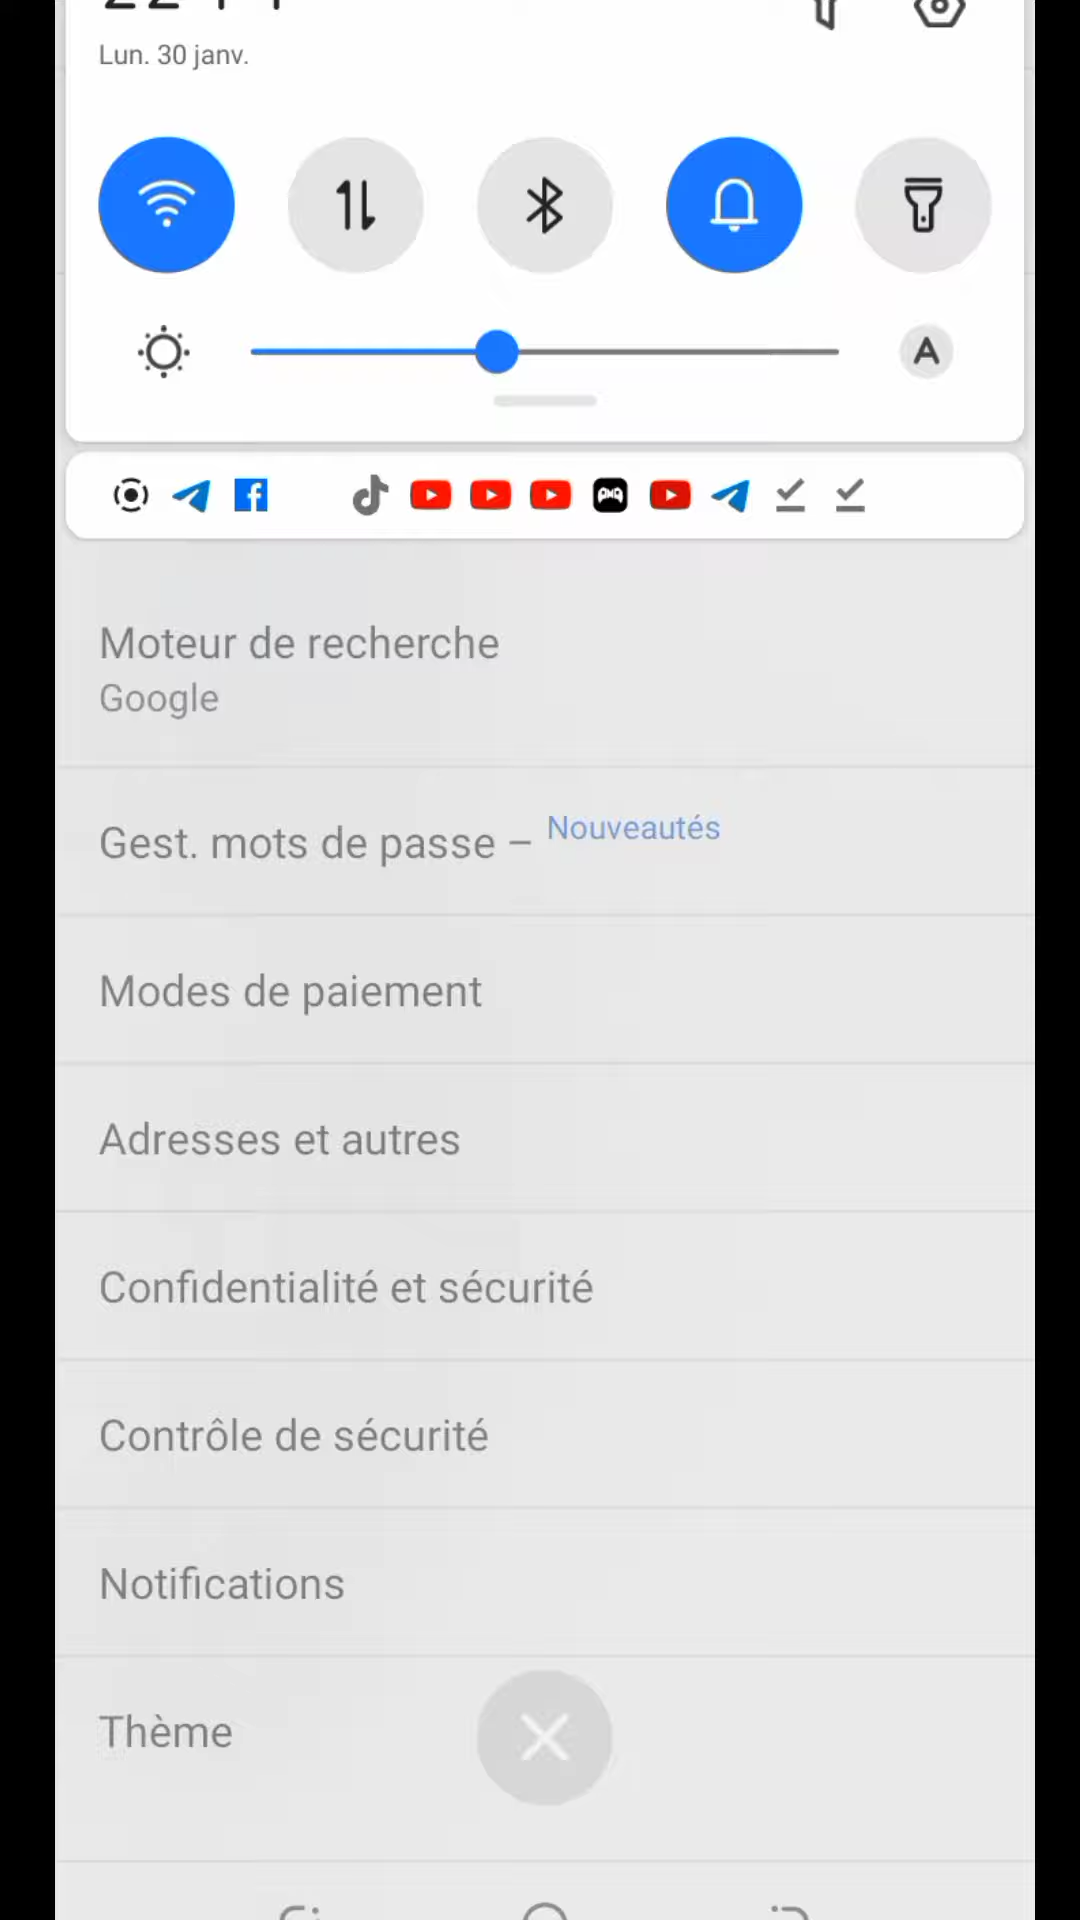 Lun. 30 janv.
A
Moteur de recherche
Google
Gest. mots de passe – Nouveautés
Modes de paiement
Adresses et autres
Confidentialité et sécurité
Contrôle de sécurité
Notifications
Thème